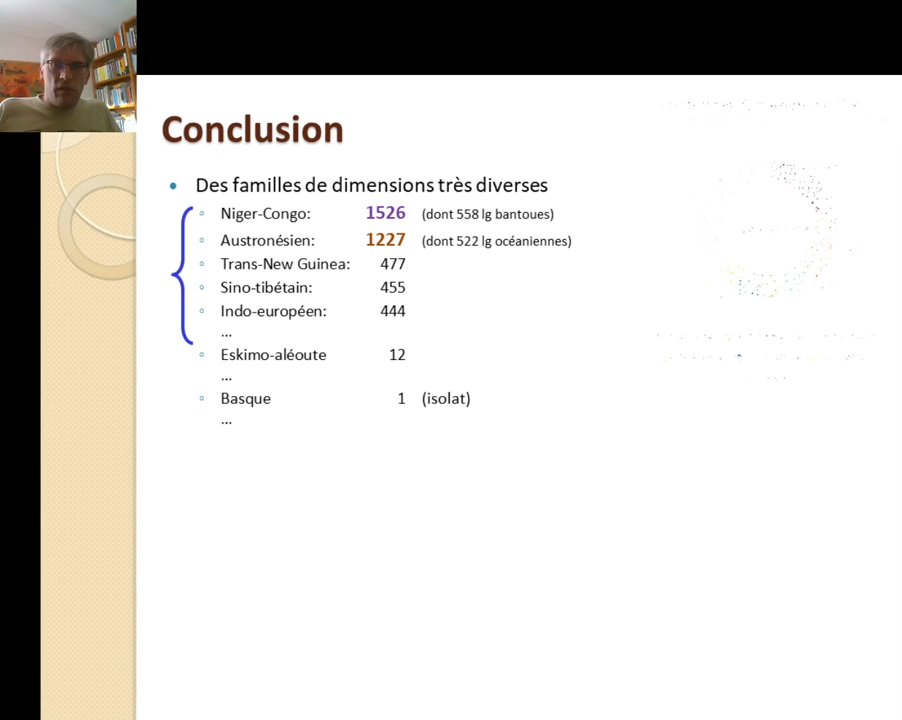 Conclusion
Des familles de dimensions très diverses
Niger-Congo: 1526 (dont 558 lg bantoues)
Austronésien: 1227 (dont 522 lg océaniennes)
Trans-New Guinea: 477
Sino-tibétain: 455
Indo-européen: 444
...
Eskimo-aléoute 12
...
Basque 1 (isolat)
...